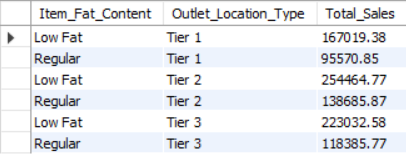 Item_Fat_Content Outlet_Location_Type Total_Sales
Low Fat Tier 1 167019.38
Regular Tier 1 95570.85
Low Fat Tier 2 254464.77
Regular Tier 2 138685.87
Low Fat Tier 3 223032.58
Regular Tier 3 118385.77